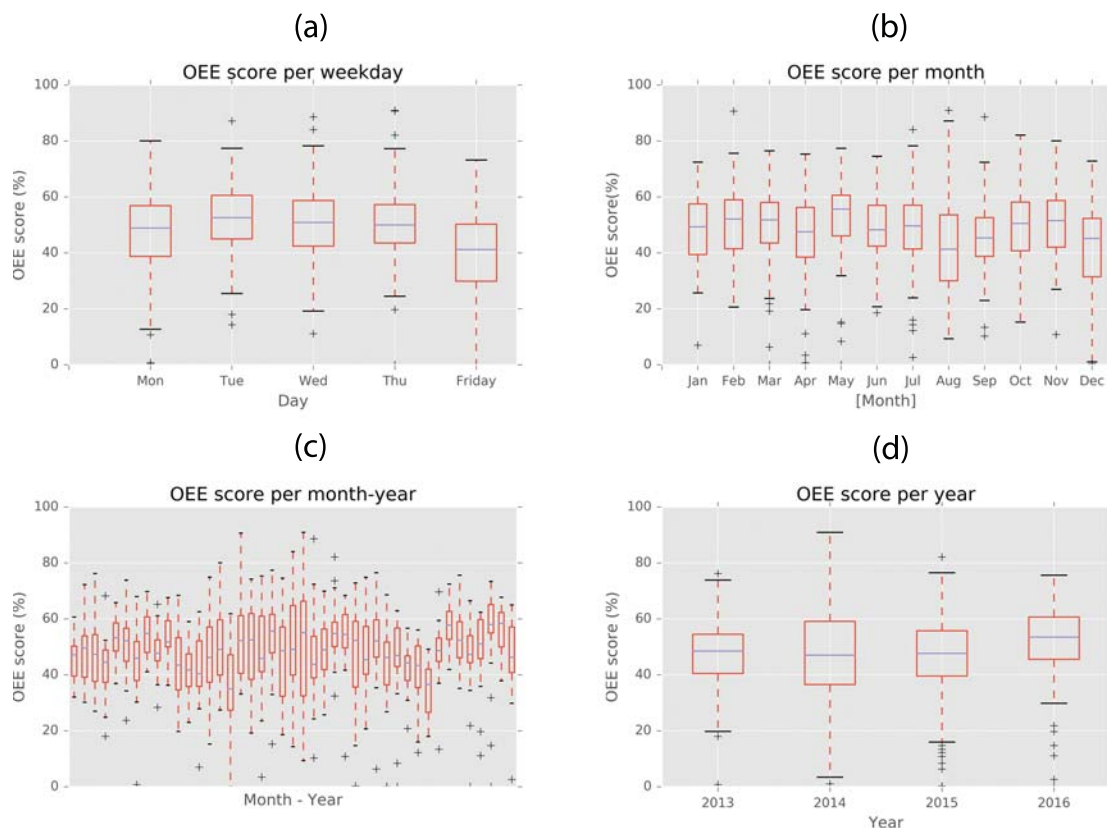 (a)
OEE score per weekday
100
80
60
40
20
0
OEE score (%)
Mon Tue Wed Thu Friday
Day
(b)
OEE score per month
100
80
60
40
20
0
OEE score(%)
Jan Feb Mar Apr May Jun Jul Aug Sep Oct Nov Dec
[Month]
(c)
OEE score per month-year
100
80
60
40
20
0
OEE score (%)
Month - Year
(d)
OEE score per year
100
80
60
40
20
0
OEE score (%)
2013 2014 2015 2016
Year